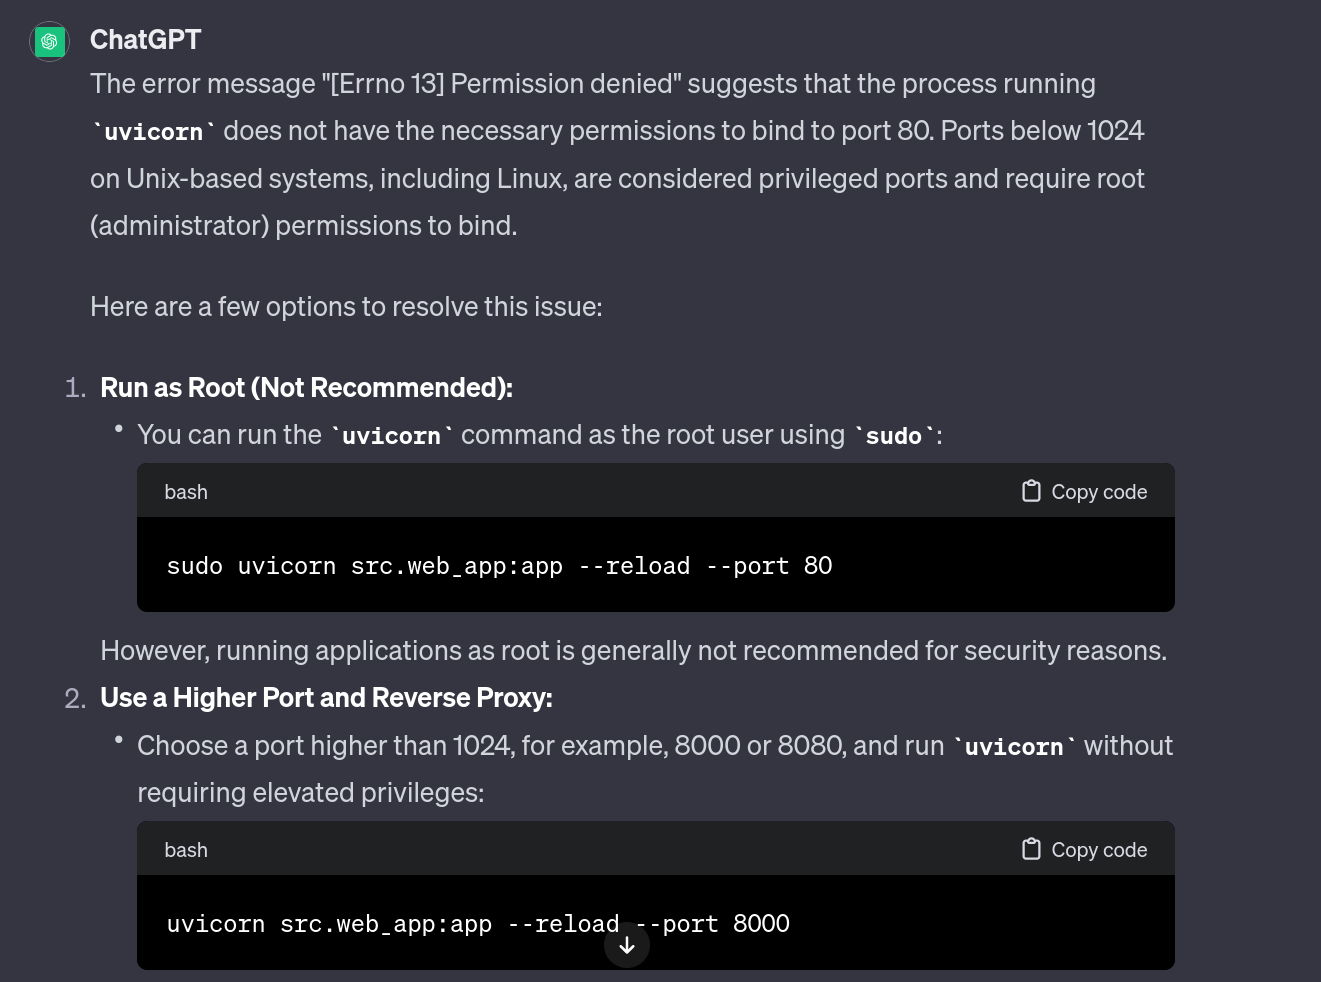 ChatGPT
The error message "[Errno 13] Permission denied" suggests that the process running
`uvicorn` does not have the necessary permissions to bind to port 80. Ports below 1024
on Unix-based systems, including Linux, are considered privileged ports and require root
(administrator) permissions to bind.
Here are a few options to resolve this issue:
1. Run as Root (Not Recommended):
• You can run the `uvicorn` command as the root user using `sudo`:
bash Copy code
sudo uvicorn src.web_app:app --reload --port 80
However, running applications as root is generally not recommended for security reasons.
2. Use a Higher Port and Reverse Proxy:
• Choose a port higher than 1024, for example, 8000 or 8080, and run `uvicorn` without
requiring elevated privileges:
bash Copy code
uvicorn src.web_app:app --reload --port 8000